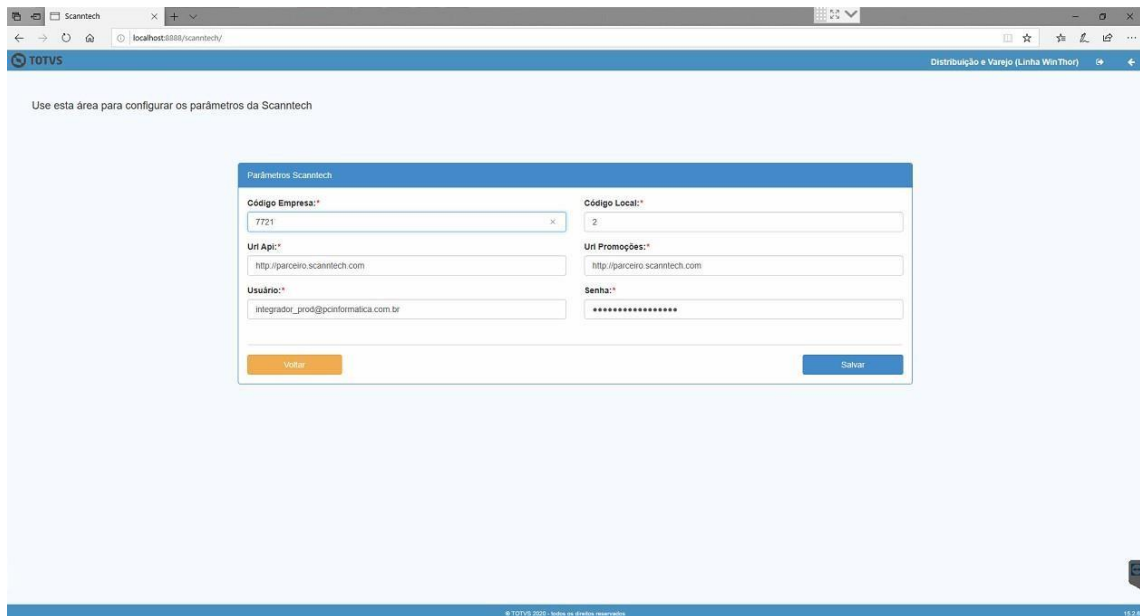 Scanntech
localhost:8888/scanntech/
TOTVS
Distribuição e Varejo (Linha WinThor)
Use esta área para configurar os parâmetros da Scanntech
Parâmetros Scanntech
Código Empresa:* Código Local:*
7721 2
Url Api:* Url Promoções:*
http://parceiro.scanntech.com http://parceiro.scanntech.com
Usuário:* Senha:*
integrador_prod@pcinformatica.com.br •••••••••••••••••
Voltar Salvar
© TOTVS 2020 - todos os direitos reservados